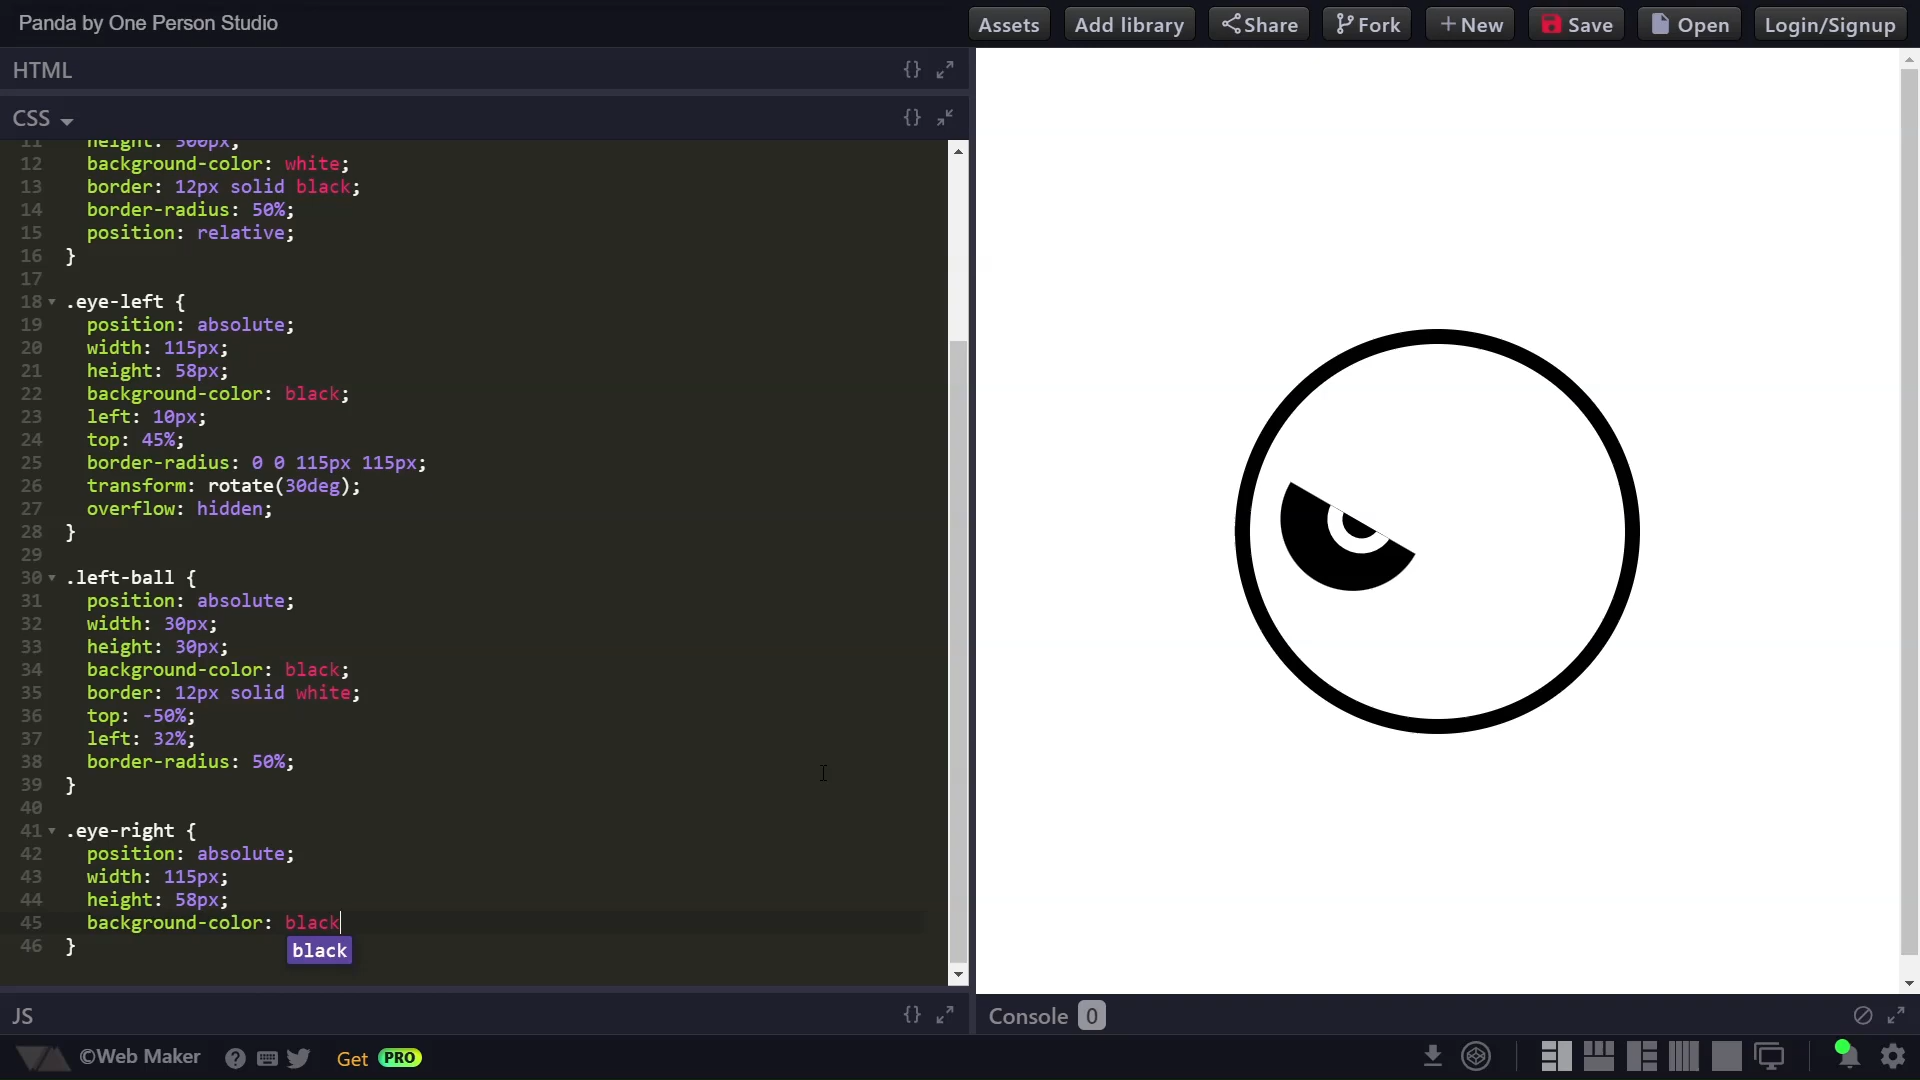 Panda by One Person Studio
Assets
Add library
Share
Fork
+ New
Save
Open
Login/Signup
HTML
{}
CSS
{}
11 height: 300px;
12 background-color: white;
13 border: 12px solid black;
14 border-radius: 50%;
15 position: relative;
16 }
17
18 .eye-left {
19 position: absolute;
20 width: 115px;
21 height: 58px;
22 background-color: black;
23 left: 10px;
24 top: 45%;
25 border-radius: 0 0 115px 115px;
26 transform: rotate(30deg);
27 overflow: hidden;
28 }
29
30 .left-ball {
31 position: absolute;
32 width: 30px;
33 height: 30px;
34 background-color: black;
35 border: 12px solid white;
36 top: -50%;
37 left: 32%;
38 border-radius: 50%;
39 }
40
41 .eye-right {
42 position: absolute;
43 width: 115px;
44 height: 58px;
45 background-color: black
46 }
black
JS
{}
Console 0
©Web Maker
?
Get PRO